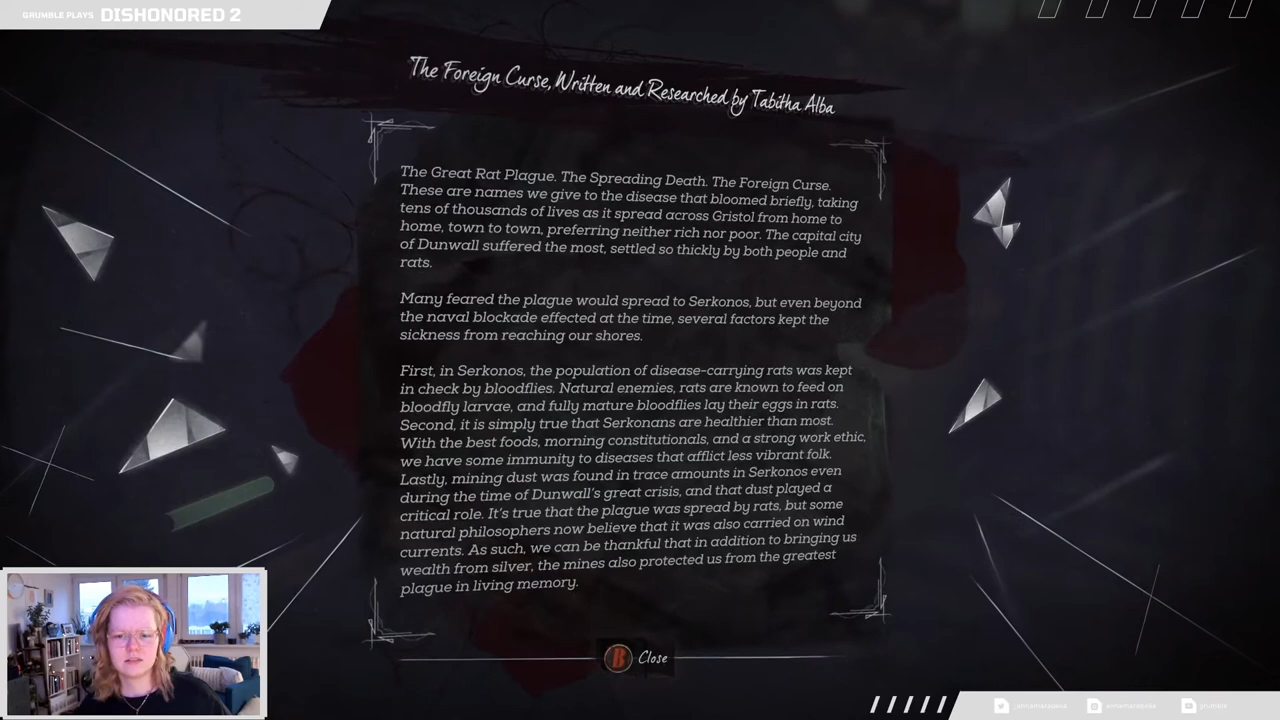 GRUMBLE PLAYS DISHONORED 2
The Foreign Curse, Written and Researched by Tabitha Alba
The Great Rat Plague. The Spreading Death. The Foreign Curse.
These are names we give to the disease that bloomed briefly, taking
tens of thousands of lives as it spread across Gristol from home to
home, town to town, preferring neither rich nor poor. The capital city
of Dunwall suffered the most, settled so thickly by both people and
rats.
Many feared the plague would spread to Serkonos, but even beyond
the naval blockade effected at the time, several factors kept the
sickness from reaching our shores.
First, in Serkonos, the population of disease-carrying rats was kept
in check by bloodflies. Natural enemies, rats are known to feed on
bloodfly larvae, and fully mature bloodflies lay their eggs in rats.
Second, it is simply true that Serkonans are healthier than most.
With the best foods, morning constitutionals, and a strong work ethic,
we have some immunity to diseases that afflict less vibrant folk.
Lastly, mining dust was found in trace amounts in Serkonos even
during the time of Dunwall's great crisis, and that dust played a
critical role. It's true that the plague was spread by rats, but some
natural philosophers now believe that it was also carried on wind
currents. As such, we can be thankful that in addition to bringing us
wealth from silver, the mines also protected us from the greatest
plague in living memory.
B Close